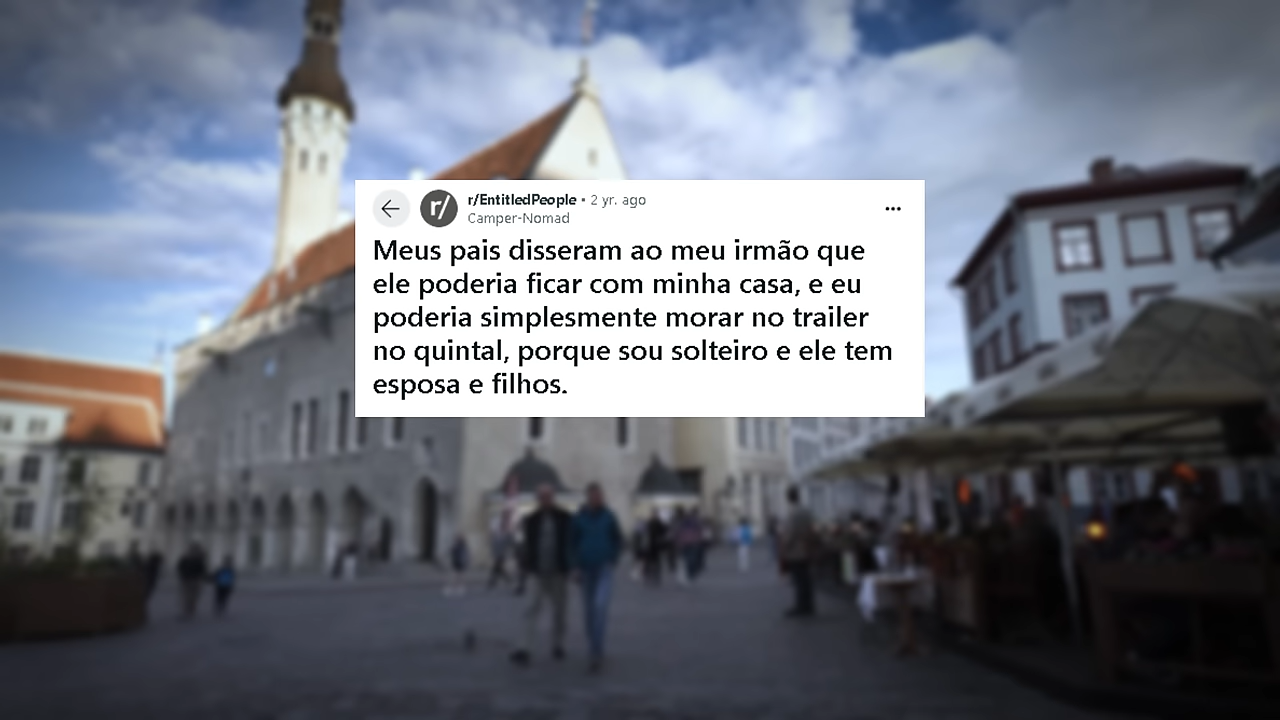 r/EntitledPeople • 2 yr. ago
Camper-Nomad
Meus pais disseram ao meu irmão que
ele poderia ficar com minha casa, e eu
poderia simplesmente morar no trailer
no quintal, porque sou solteiro e ele tem
esposa e filhos.